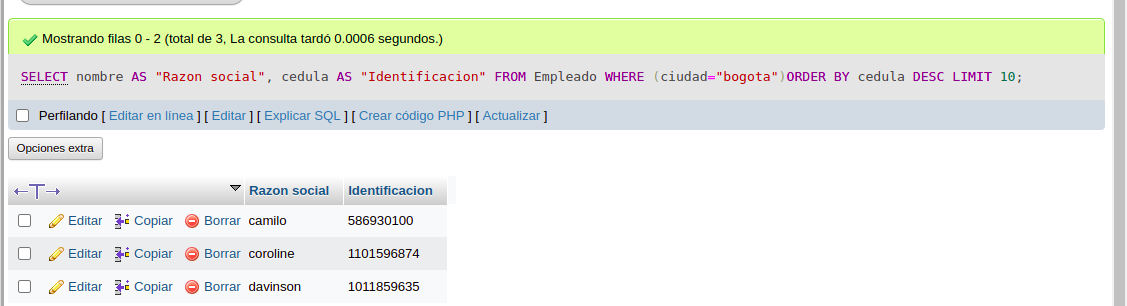 Mostrando filas 0 - 2 (total de 3, La consulta tardó 0.0006 segundos.)
SELECT nombre AS "Razon social", cedula AS "Identificacion" FROM Empleado WHERE (ciudad="bogota")ORDER BY cedula DESC LIMIT 10;
Perfilando [ Editar en línea ] [ Editar ] [ Explicar SQL ] [ Crear código PHP ] [ Actualizar ]
Opciones extra
←T→ Razon social Identificacion
Editar Copiar Borrar camilo 586930100
Editar Copiar Borrar coroline 1101596874
Editar Copiar Borrar davinson 1011859635